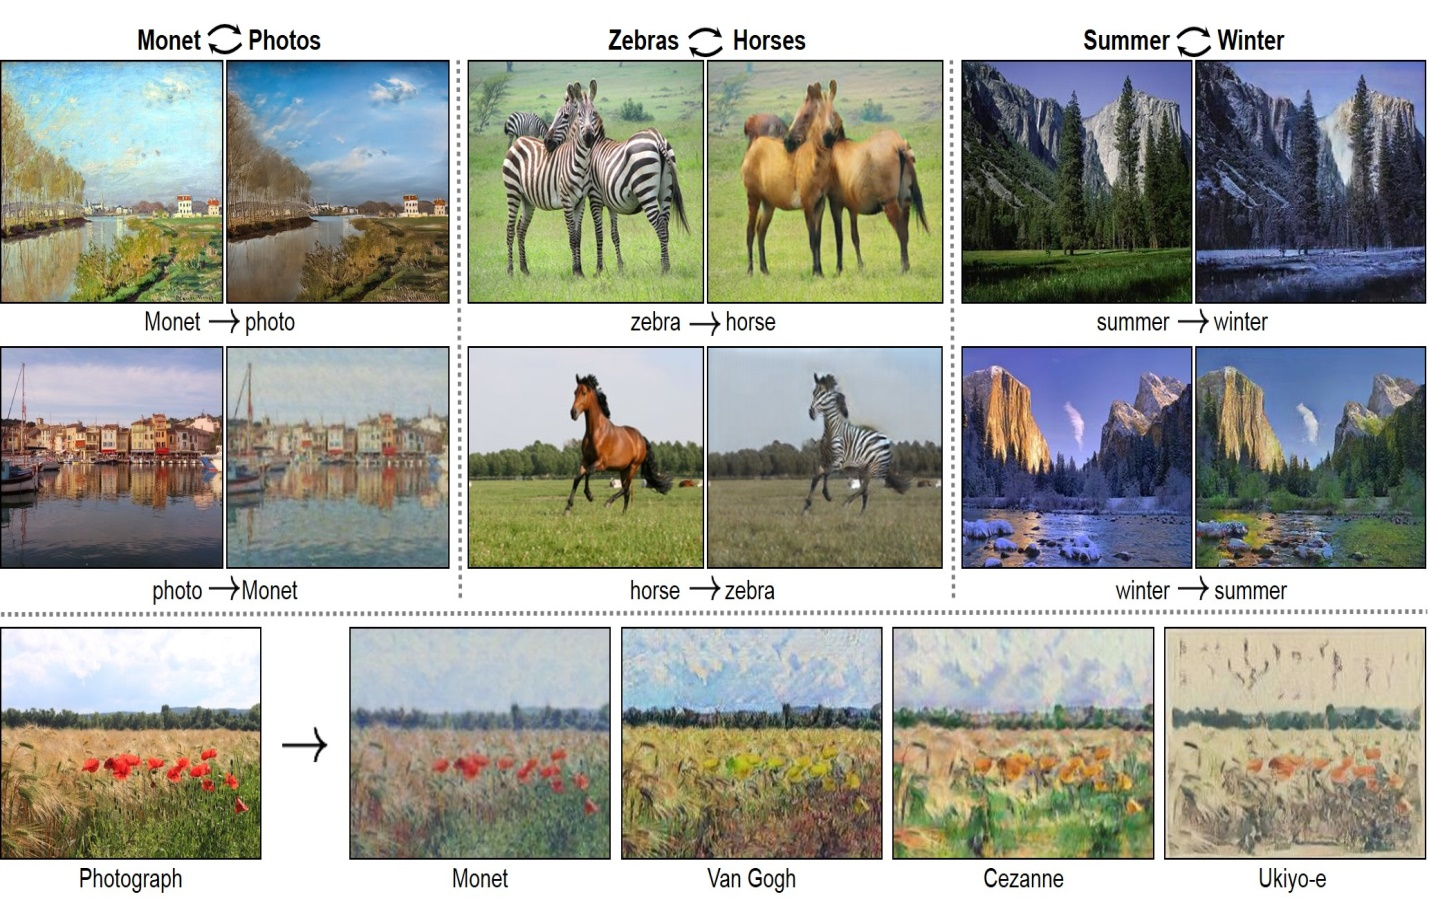 Monet Photos
Zebras Horses
Summer Winter
Monet → photo
zebra → horse
summer → winter
photo → Monet
horse → zebra
winter → summer
Photograph
Monet
Van Gogh
Cezanne
Ukiyo-e